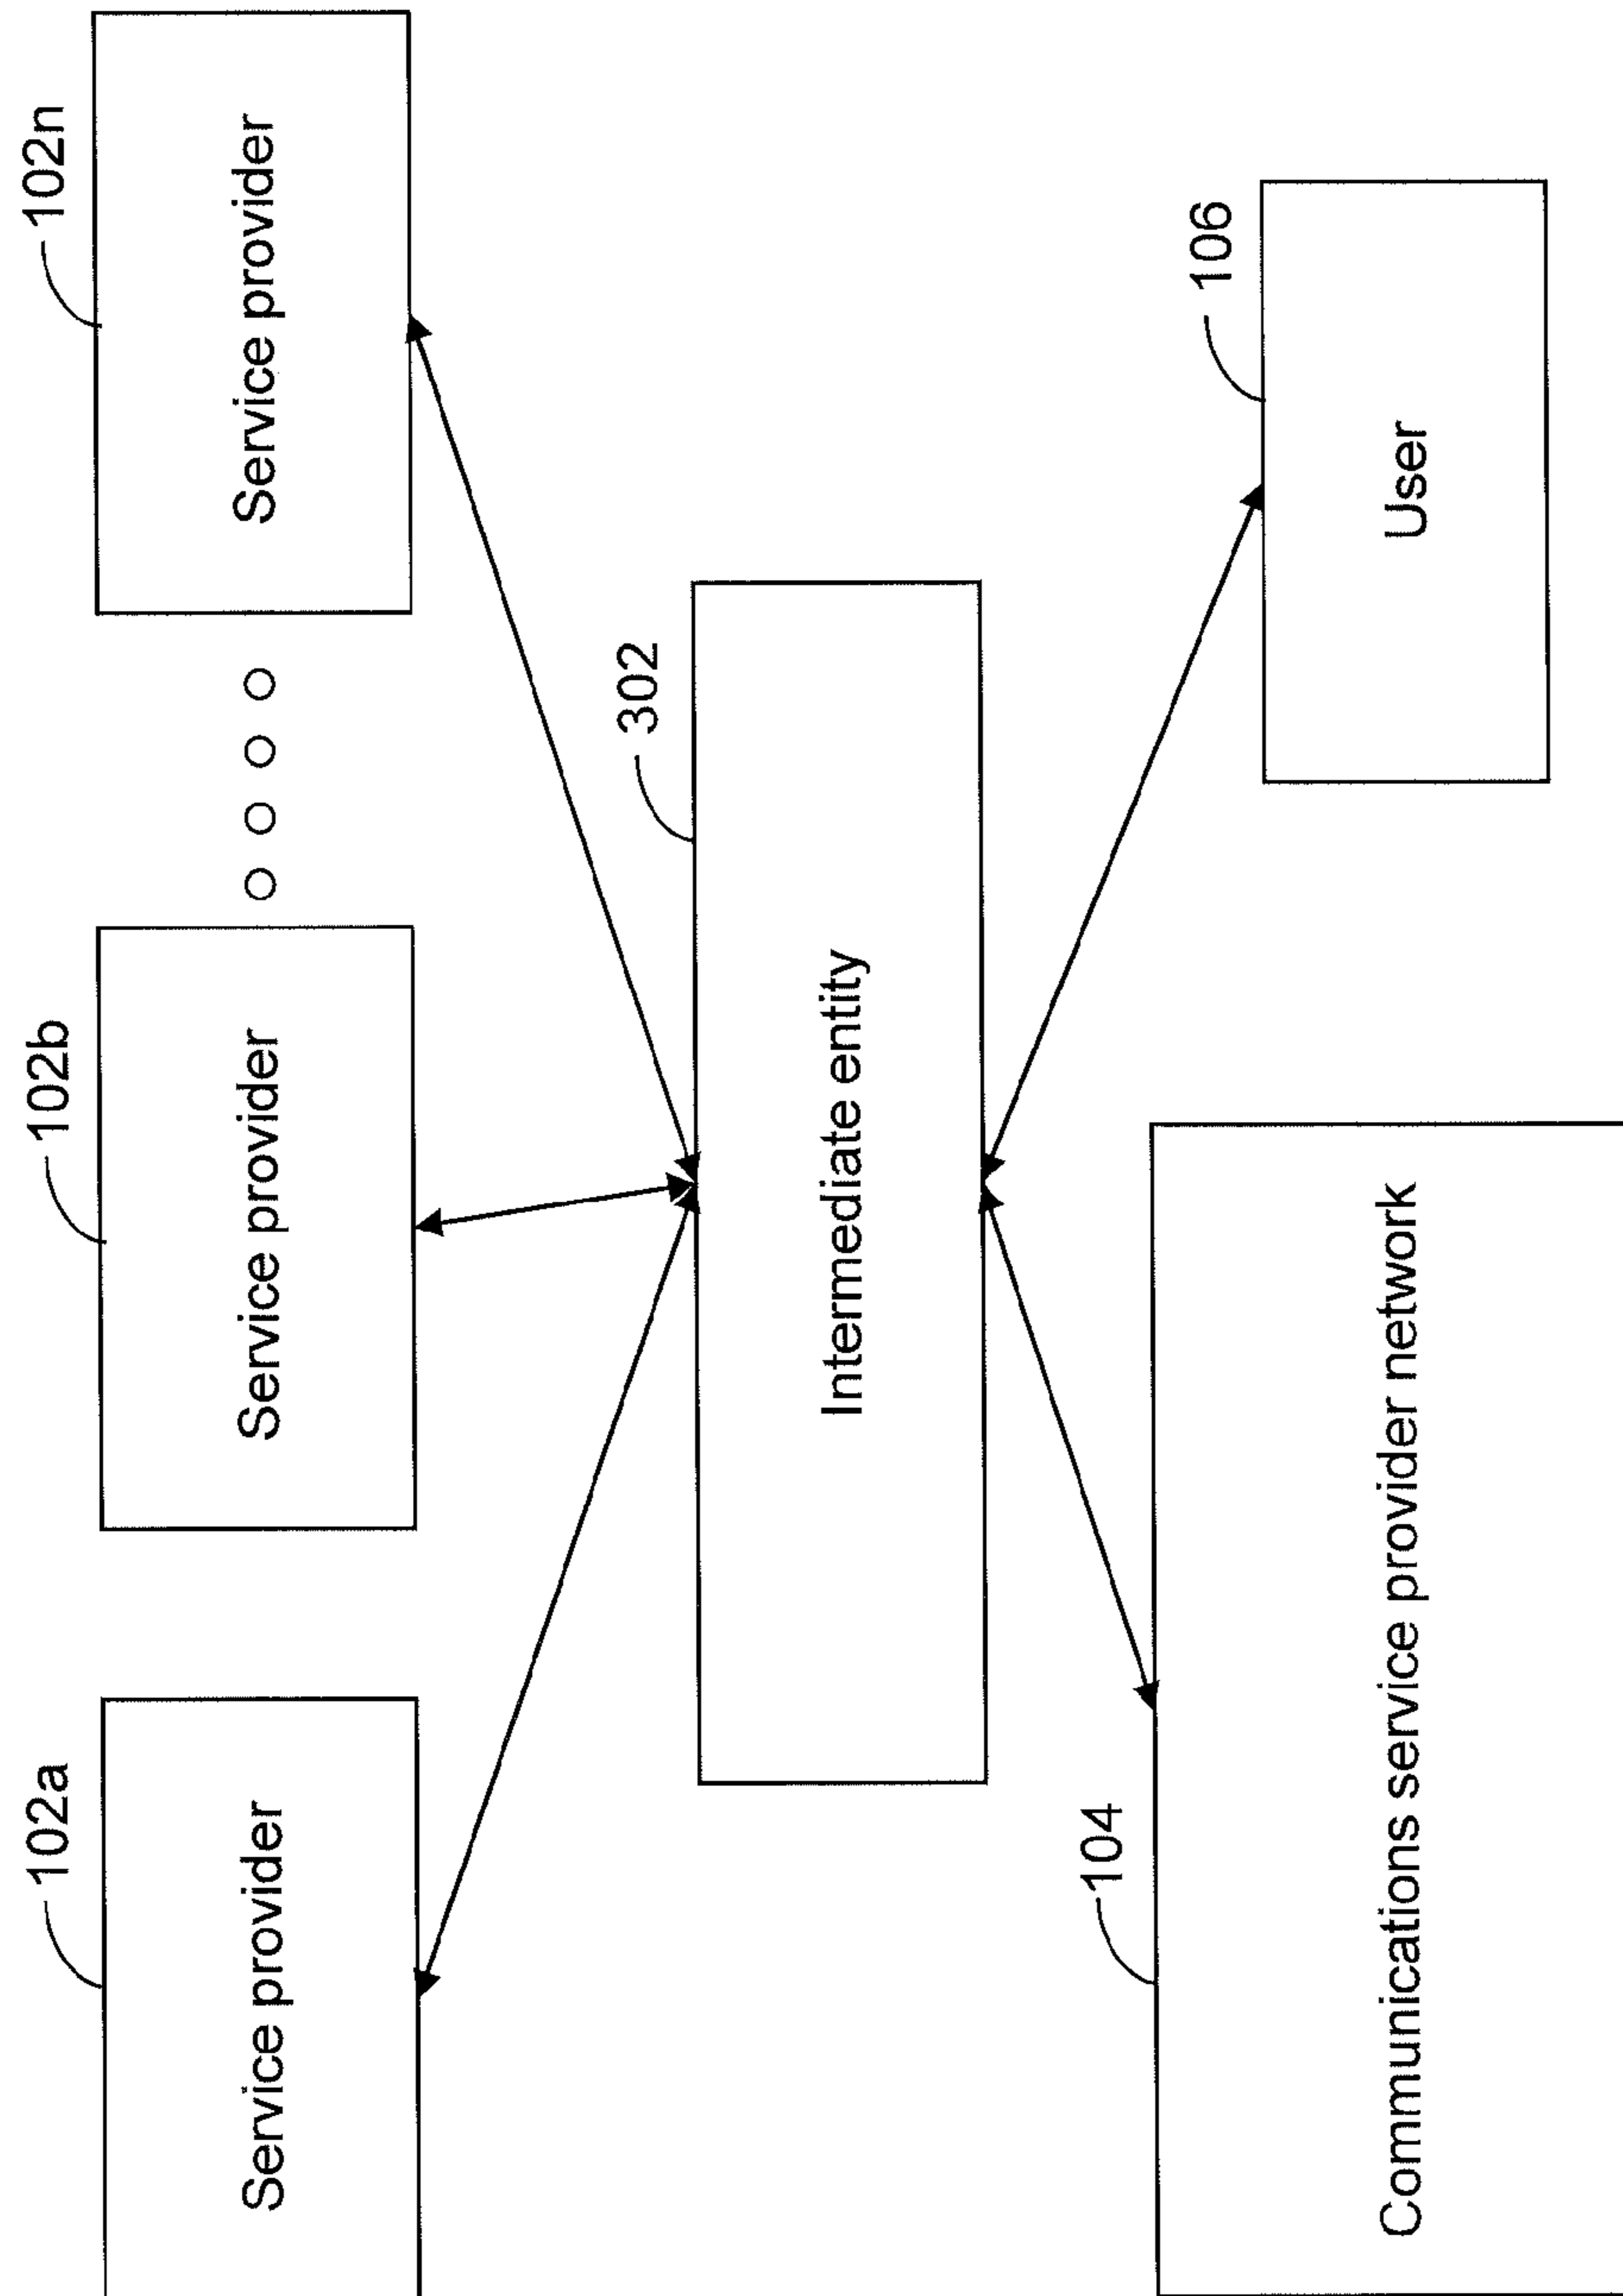 102a
102b
102n
Service provider
Service provider
Service provider
302
Intermediate entity
104
106
Communications service provider network
User